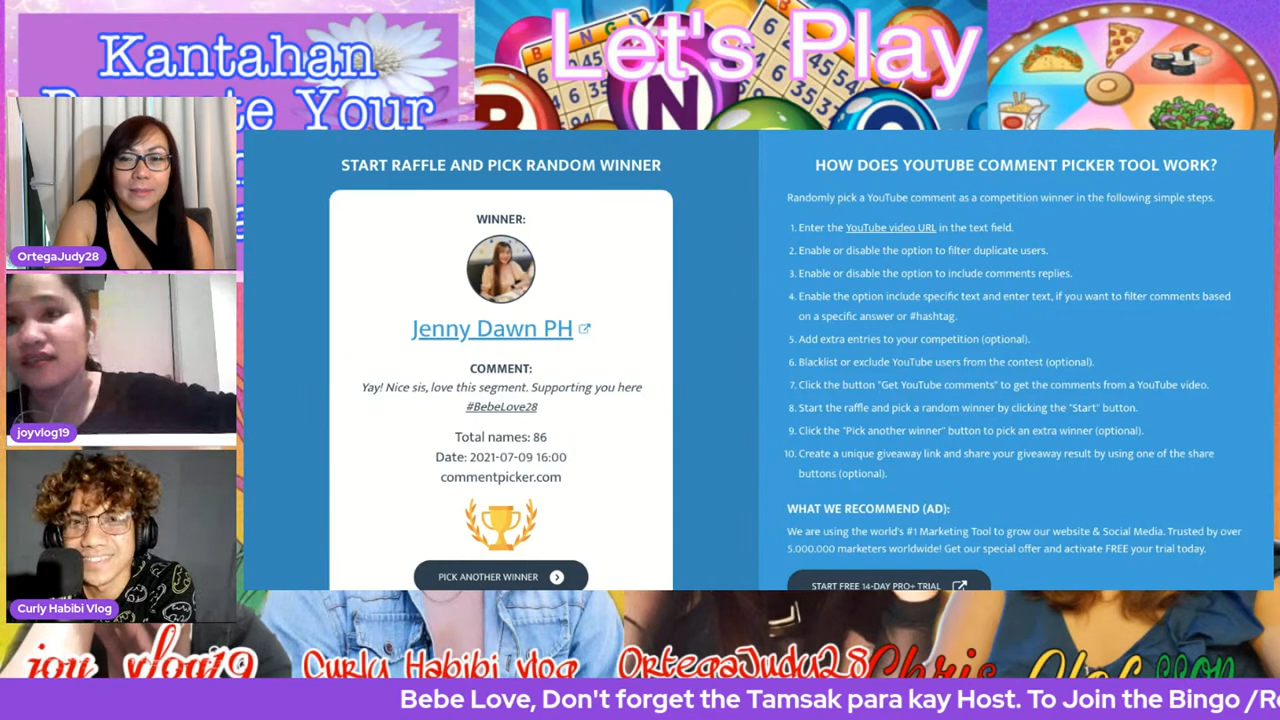 Kantahan
Let's Play
te Your
B I N G
N
START RAFFLE AND PICK RANDOM WINNER
WINNER:
Jenny Dawn PH
COMMENT:
Yay! Nice sis, love this segment. Supporting you here
#BebeLove28
Total names: 86
Date: 2021-07-09 16:00
commentpicker.com
PICK ANOTHER WINNER
HOW DOES YOUTUBE COMMENT PICKER TOOL WORK?
Randomly pick a YouTube comment as a competition winner in the following simple steps.
1. Enter the YouTube video URL in the text field.
2. Enable or disable the option to filter duplicate users.
3. Enable or disable the option to include comments replies.
4. Enable the option include specific text and enter text, if you want to filter comments based
on a specific answer or #hashtag.
5. Add extra entries to your competition (optional).
6. Blacklist or exclude YouTube users from the contest (optional).
7. Click the button "Get YouTube comments" to get the comments from a YouTube video.
8. Start the raffle and pick a random winner by clicking the "Start" button.
9. Click the "Pick another winner" button to pick an extra winner (optional).
10. Create a unique giveaway link and share your giveaway result by using one of the share
buttons (optional).
WHAT WE RECOMMEND (AD):
We are using the world's #1 Marketing Tool to grow our website & Social Media. Trusted by over
5.000.000 marketers worldwide! Get our special offer and activate FREE your trial today.
START FREE 14-DAY PRO+ TRIAL
OrtegaJudy28
joyvlog19
Curly Habibi Vlog
joy vlog19
Curly Habibi vlog
OrtegaJudy28
Bebe Love, Don't forget the Tamsak para kay Host. To Join the Bingo /R